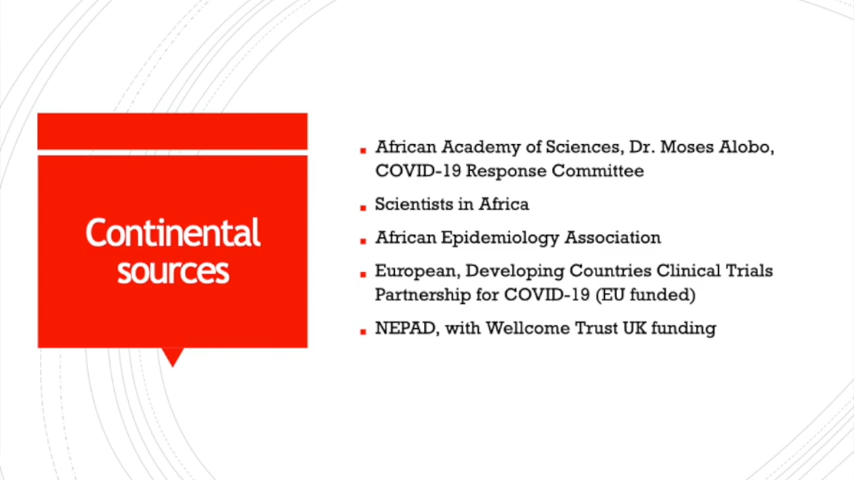 Continental
sources
African Academy of Sciences, Dr. Moses Alobo,
COVID-19 Response Committee
Scientists in Africa
African Epidemiology Association
European, Developing Countries Clinical Trials
Partnership for COVID-19 (EU funded)
NEPAD, with Wellcome Trust UK funding